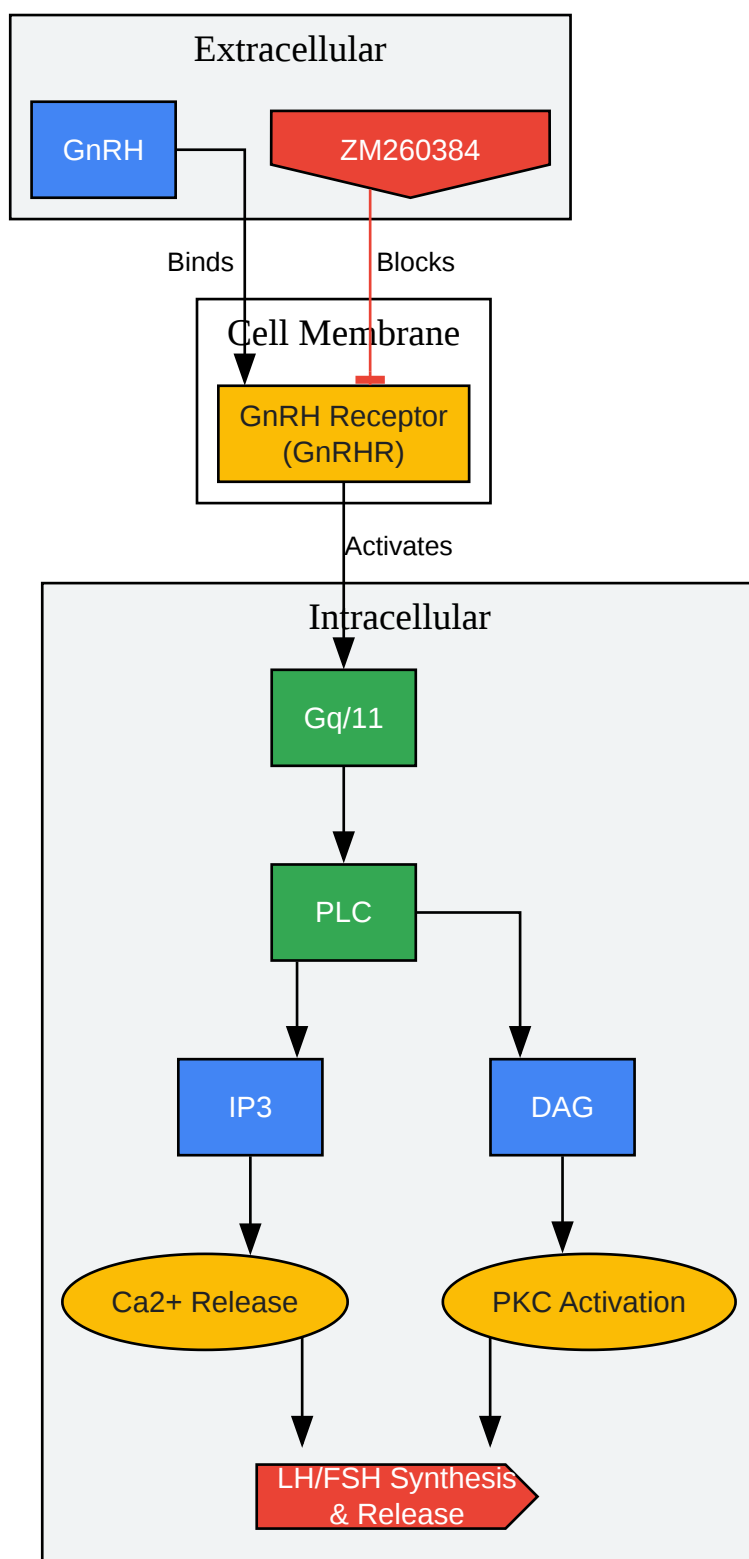 Extracellular
GnRH
ZM260384
Binds
Blocks
Cell Membrane
GnRH Receptor
(GnRHR)
Activates
Intracellular
Gq/11
PLC
IP3
DAG
Ca2+ Release
PKC Activation
LH/FSH Synthesis
& Release